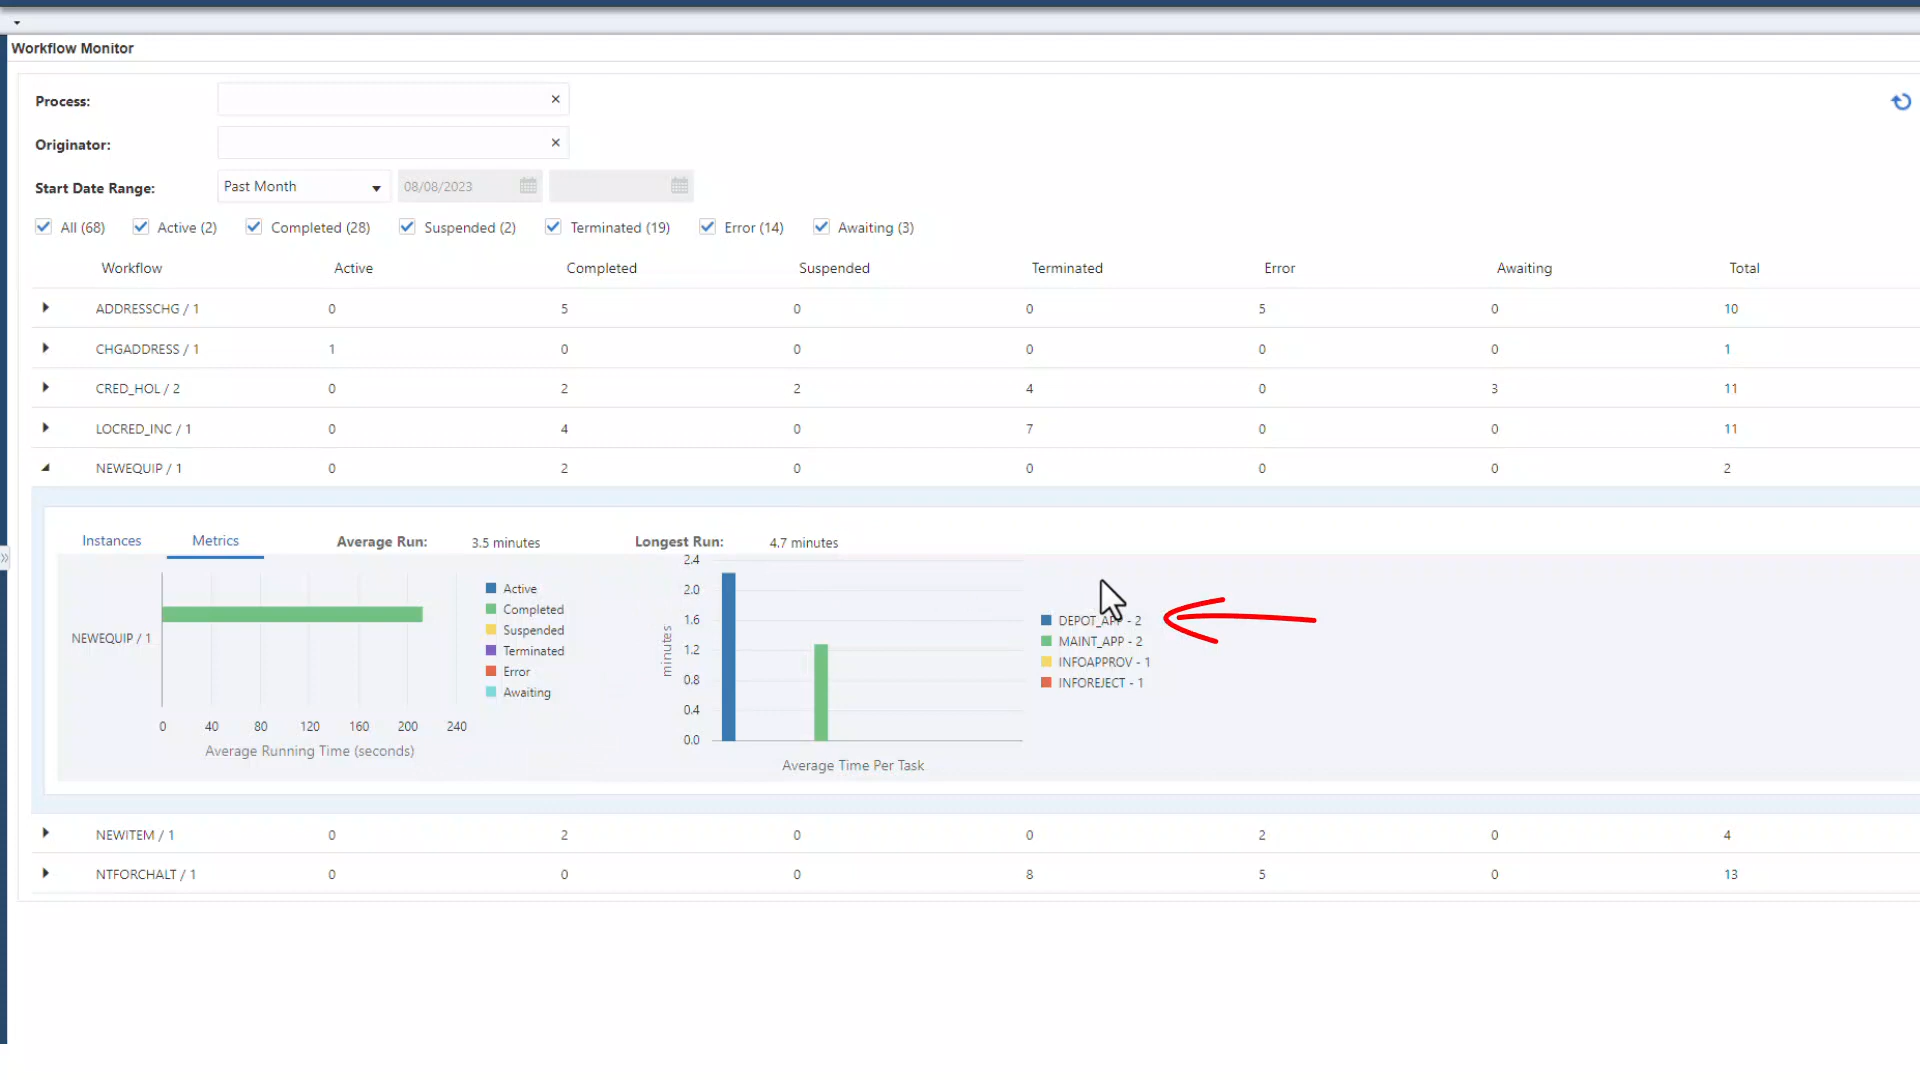 Workflow Monitor
Process:
Originator:
Start Date Range: Past Month 08/08/2023
All (68) Active (2) Completed (28) Suspended (2) Terminated (19) Error (14) Awaiting (3)
Workflow Active Completed Suspended Terminated Error Awaiting Total
ADDRESSCHG / 1 0 5 0 0 5 0 10
CHGADDRESS / 1 1 0 0 0 0 0 1
CRED_HOL / 2 0 2 2 4 0 3 11
LOCRED_INC / 1 0 4 0 7 0 0 11
NEWEQUIP / 1 0 2 0 0 0 0 2
Instances Metrics Average Run: 3.5 minutes Longest Run: 4.7 minutes
NEWEQUIP / 1
0 40 80 120 160 200 240
Average Running Time (seconds)
Active
Completed
Suspended
Terminated
Error
Awaiting
minutes
2.4
2.0
1.6
1.2
0.8
0.4
0.0
Average Time Per Task
DEPOT_APP - 2
MAINT_APP - 2
INFOAPPROV - 1
INFOREJECT - 1
NEWITEM / 1 0 2 0 0 2 0 4
NTFORCHALT / 1 0 0 0 8 5 0 13